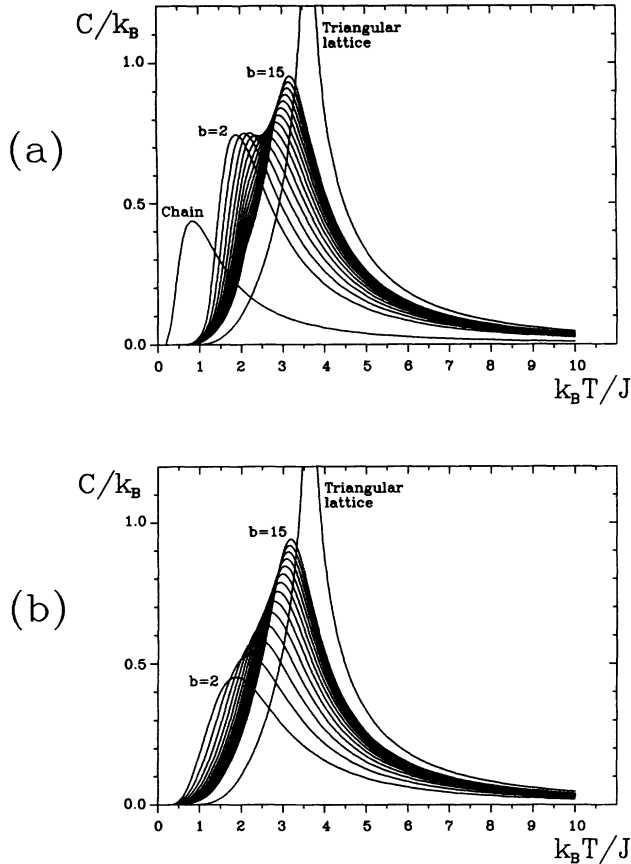 (a)
C/k_B
1.0
0.5
0.0
Triangular
lattice
b=15
b=2
Chain
0 1 2 3 4 5 6 7 8 9 10
k_BT/J
(b)
C/k_B
1.0
0.5
0.0
Triangular
lattice
b=15
b=2
0 1 2 3 4 5 6 7 8 9 10
k_BT/J